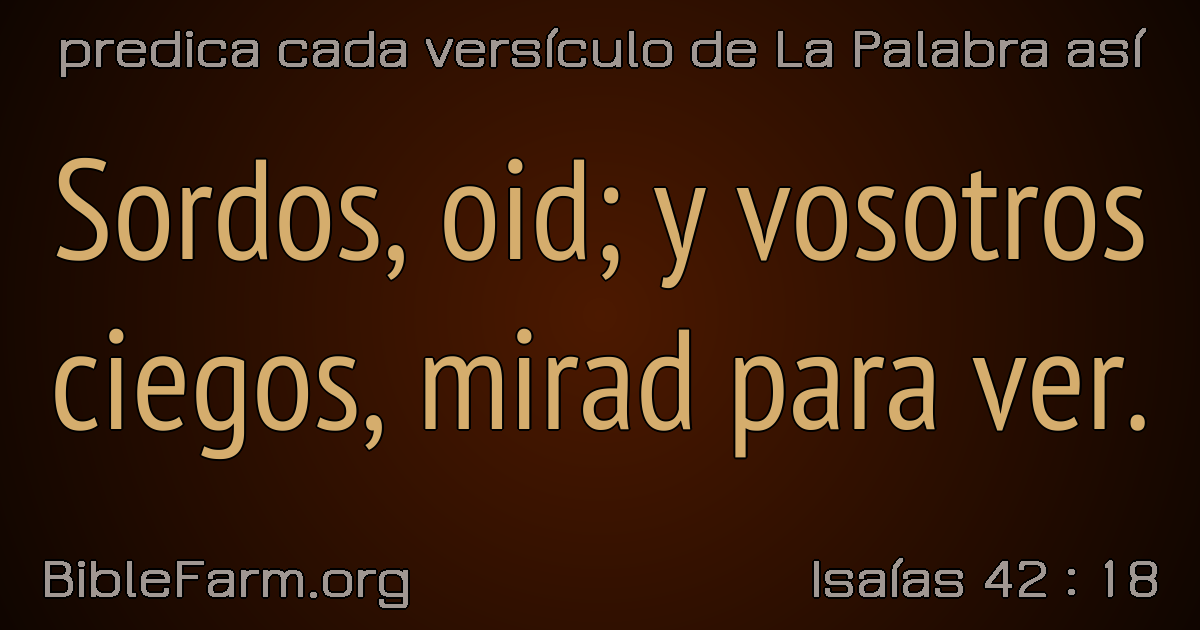 predica cada versículo de La Palabra así
Sordos, oid; y vosotros
ciegos, mirad para ver.
BibleFarm.org
Isaías 42 : 18